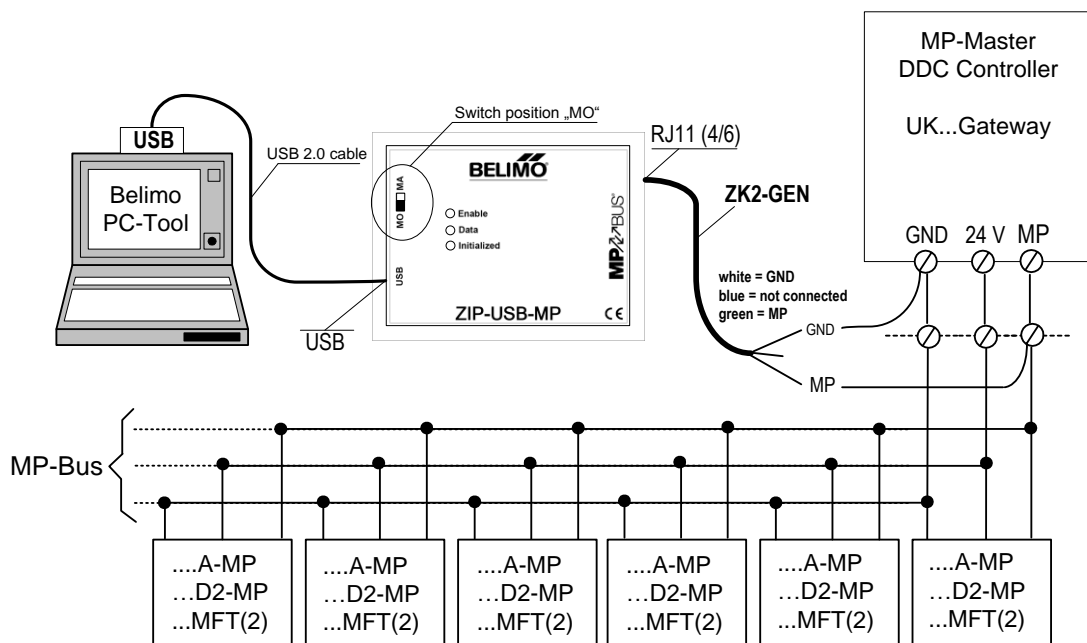 MP-Master
DDC Controller
UK...Gateway
GND 24 V MP
Switch position „MO“
RJ11 (4/6)
USB
USB 2.0 cable
Belimo
PC-Tool
BELIMO®
MO MA
Enable
Data
Initialized
USB
MP BUS®
ZIP-USB-MP
CE
USB
ZK2-GEN
white = GND
blue = not connected
green = MP
GND
MP
MP-Bus
....A-MP
...D2-MP
...MFT(2)
....A-MP
...D2-MP
...MFT(2)
....A-MP
...D2-MP
...MFT(2)
....A-MP
...D2-MP
...MFT(2)
....A-MP
...D2-MP
...MFT(2)
....A-MP
...D2-MP
...MFT(2)